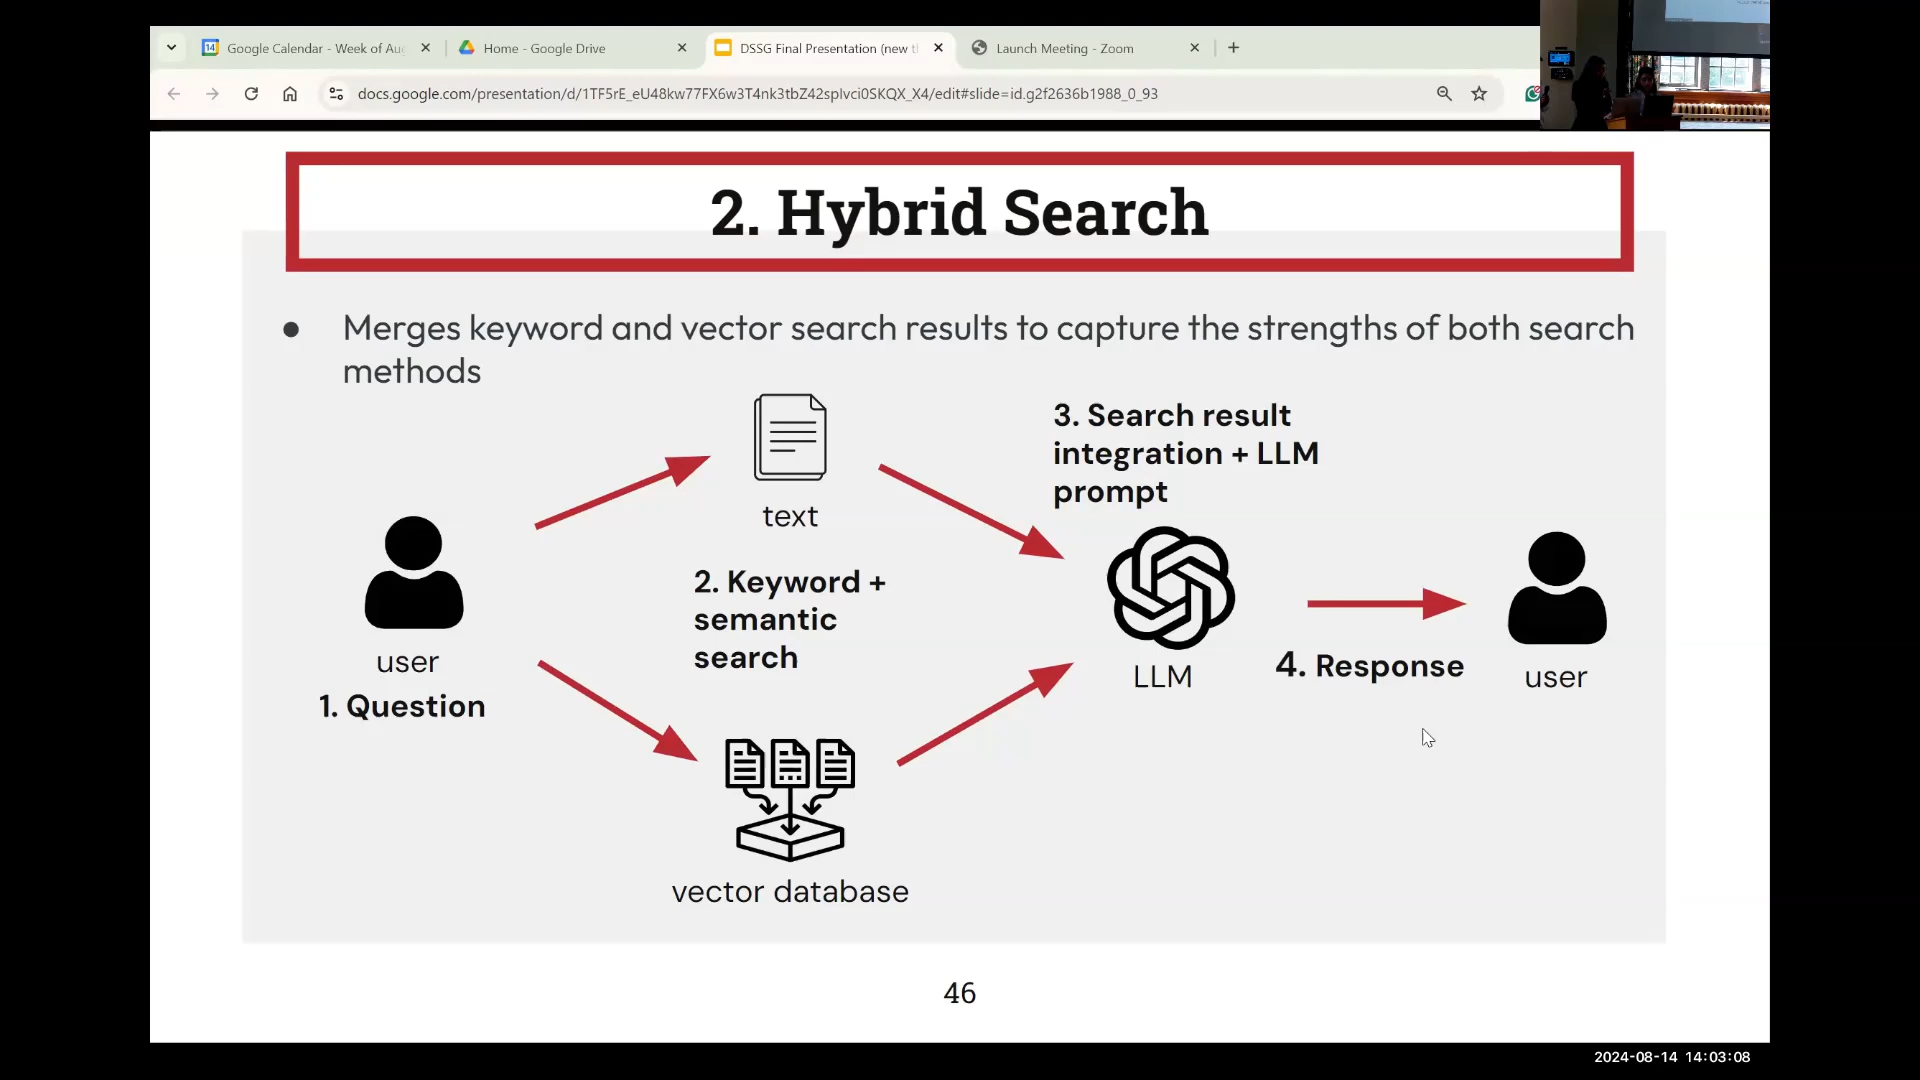 14 Google Calendar - Week of Au
Home - Google Drive
DSSG Final Presentation (new t
Launch Meeting - Zoom
docs.google.com/presentation/d/1TF5rE_eU48kw77FX6w3T4nk3tbZ42splvci0SKQX_X4/edit#slide=id.g2f2636b1988_0_93
2. Hybrid Search
● Merges keyword and vector search results to capture the strengths of both search
methods
text
3. Search result
integration + LLM
prompt
2. Keyword +
semantic
search
user
1. Question
LLM
4. Response
user
vector database
46
2024-08-14 14:03:08